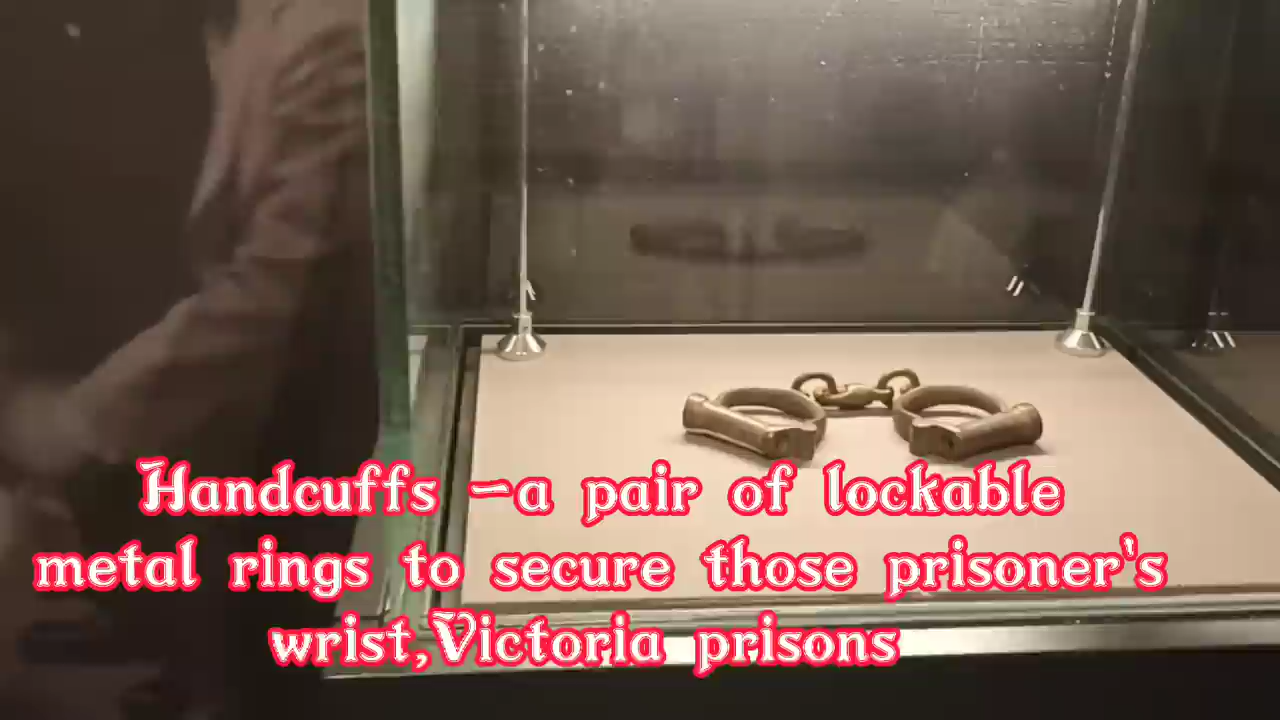 Handcuffs -a pair of lockable
metal rings to secure those prisoner's
wrist,Victoria prisons